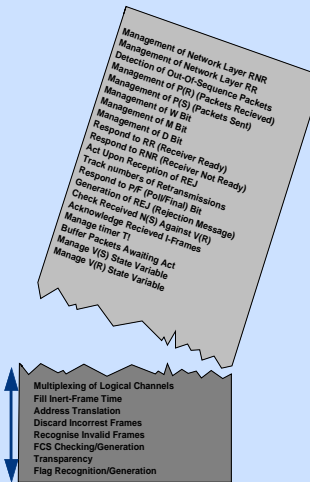 Management of Network Layer RNR
Management of Network Layer RR
Detection of Out-Of-Sequence Packets
Management of P(R) (Packets Recieved)
Management of P(S) (Packets Sent)
Management of W Bit
Management of M Bit
Management of D Bit
Respond to RR (Receiver Ready)
Respond to RNR (Receiver Not Ready)
Act Upon Reception of REJ
Track numbers of Retransmissions
Respond to P/F (Poll/Final) Bit
Generation of REJ (Rejection Message)
Check Received N(S) Against V(R)
Acknowledge Recieved I-Frames
Manage timer T!
Buffer Packets Awaiting Act
Manage V(S) State Variable
Manage V(R) State Variable
Multiplexing of Logical Channels
Fill Inert-Frame Time
Address Translation
Discard Incorrest Frames
Recognise Invalid Frames
FCS Checking/Generation
Transparency
Flag Recognition/Generation